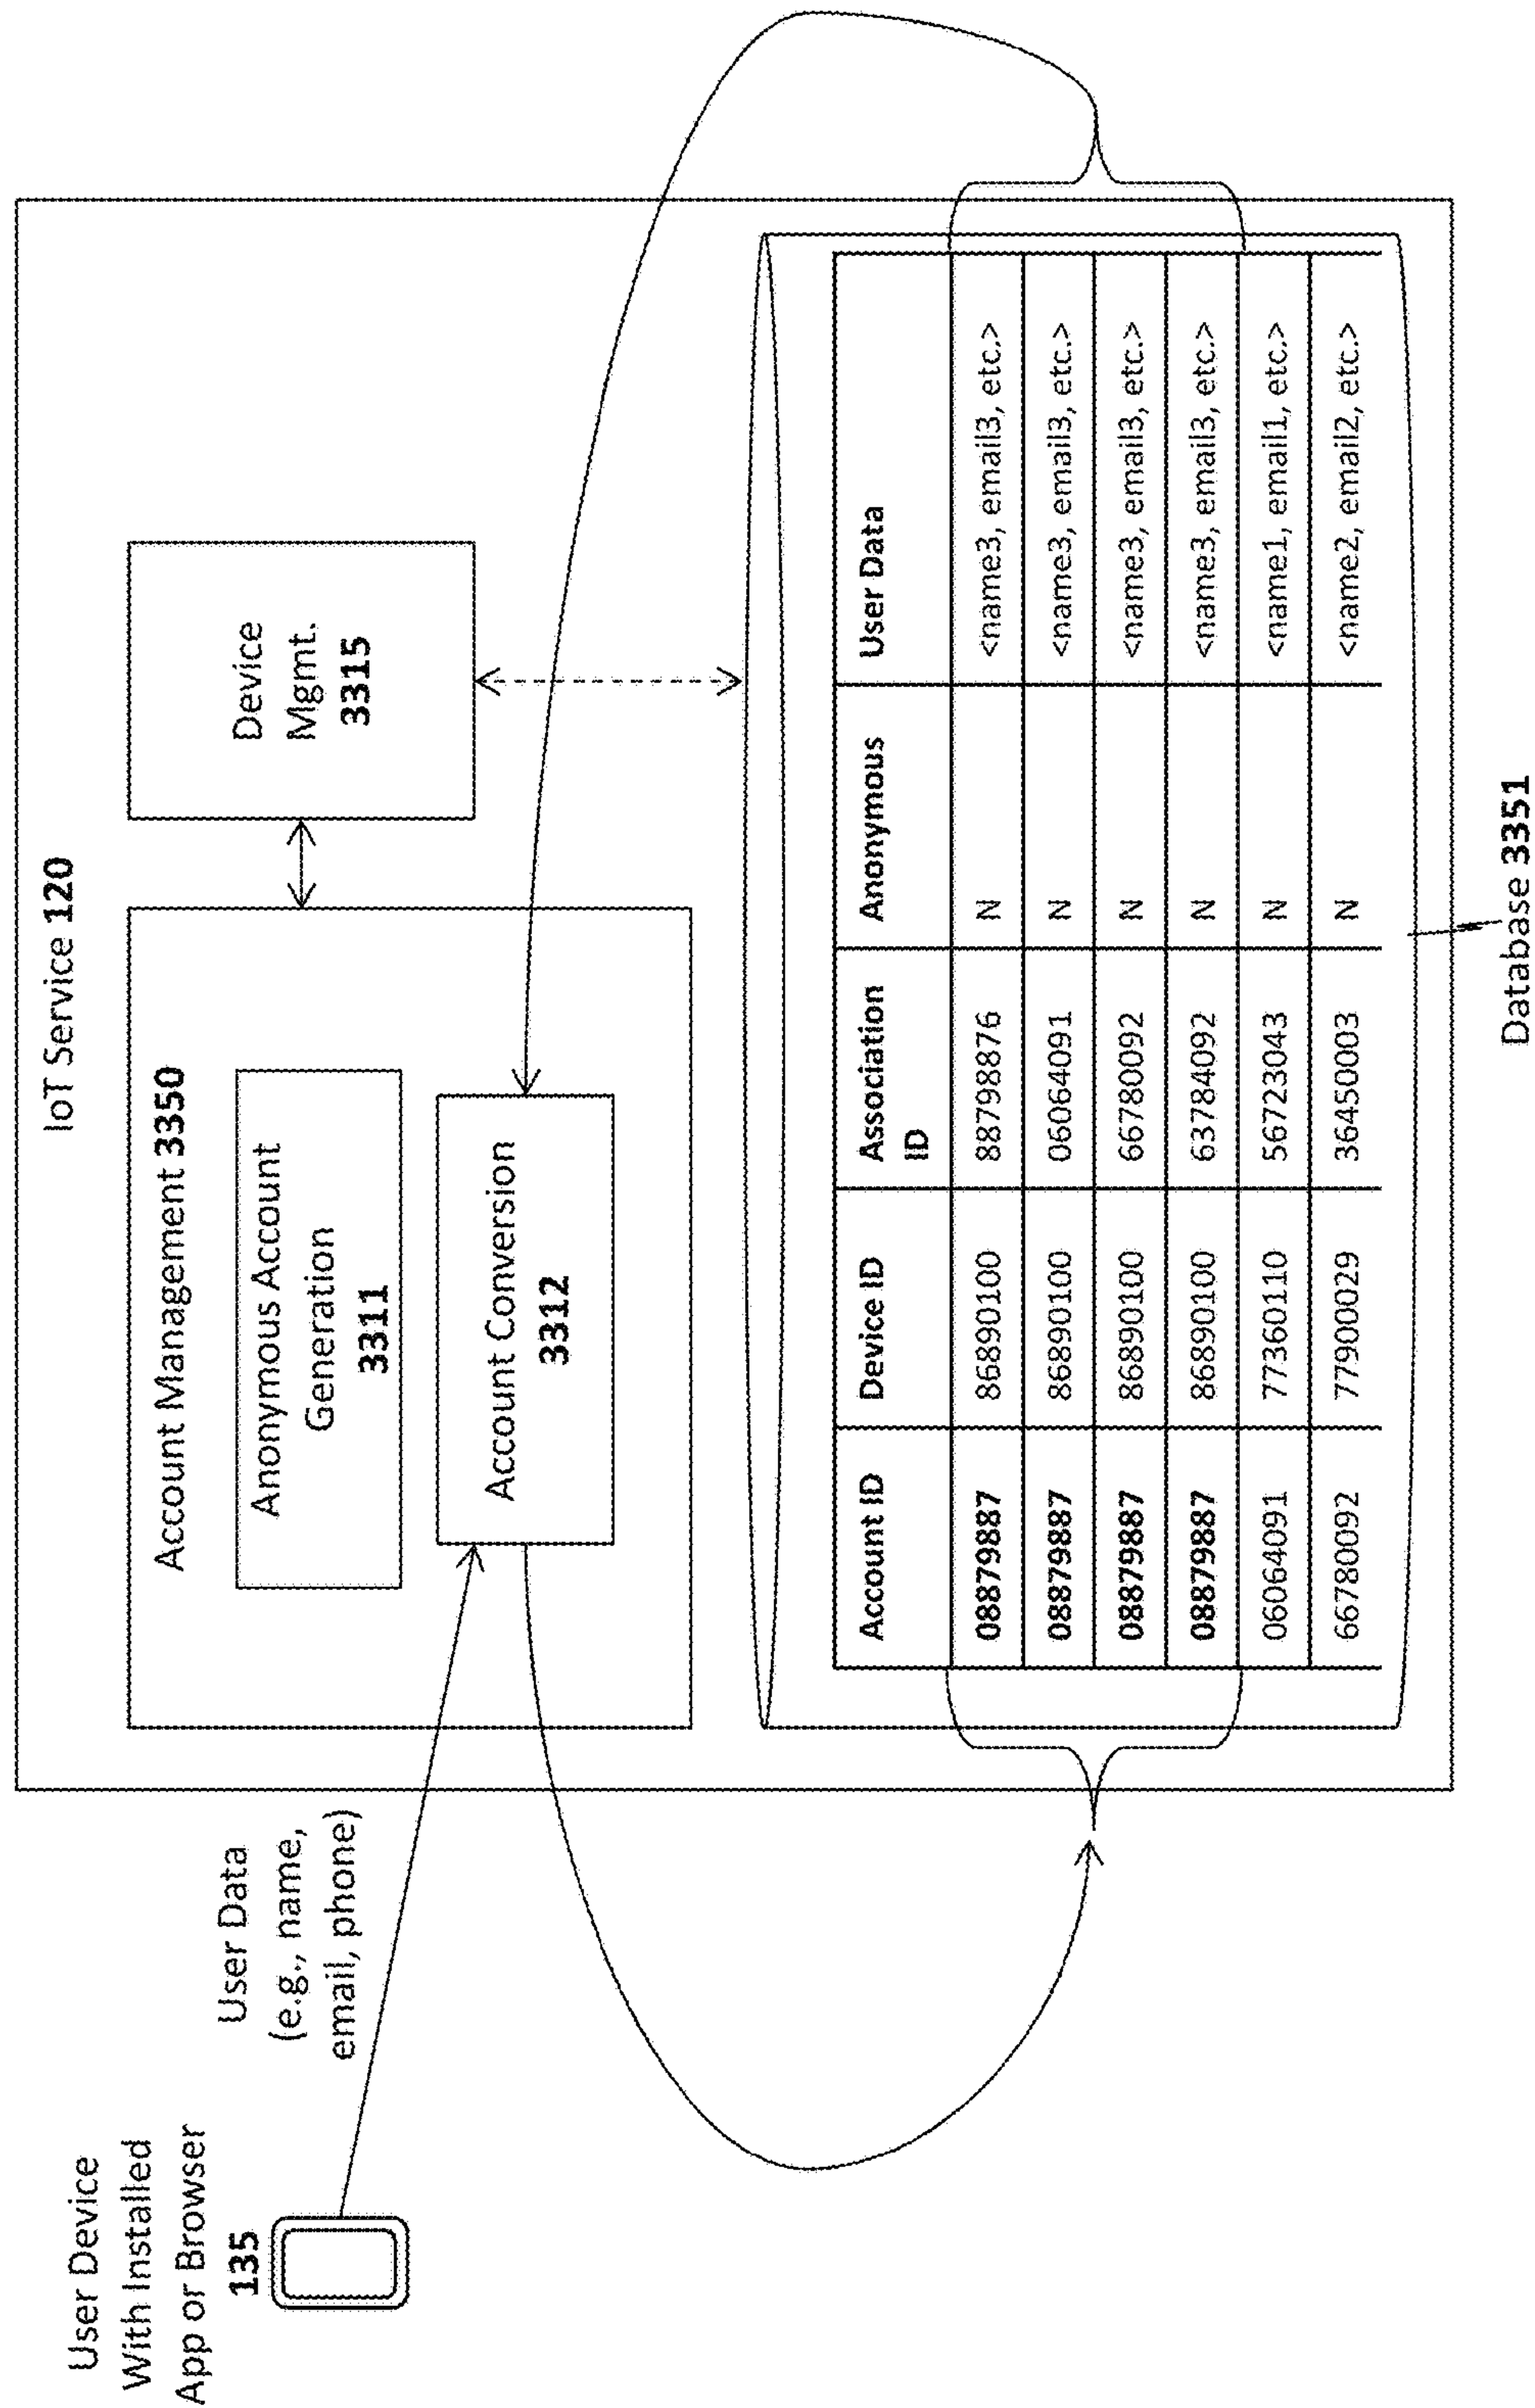 IoT Service 120
User Device
With Installed
App or Browser
135
User Data
(e.g., name,
email, phone)
Account Management 3350
Anonymous Account
Generation
3311
Account Conversion
3312
Device
Mgmt.
3315
Account ID Device ID Association Anonymous User Data
ID
08879887 86890100 88798876 N <name3, email3, etc.>
08879887 86890100 06064091 N <name3, email3, etc.>
08879887 86890100 66780092 N <name3, email3, etc.>
08879887 86890100 63784092 N <name3, email3, etc.>
06064091 77360110 56723043 N <name1, email1, etc.>
66780092 77900029 36450003 N <name2, email2, etc.>
Database 3351